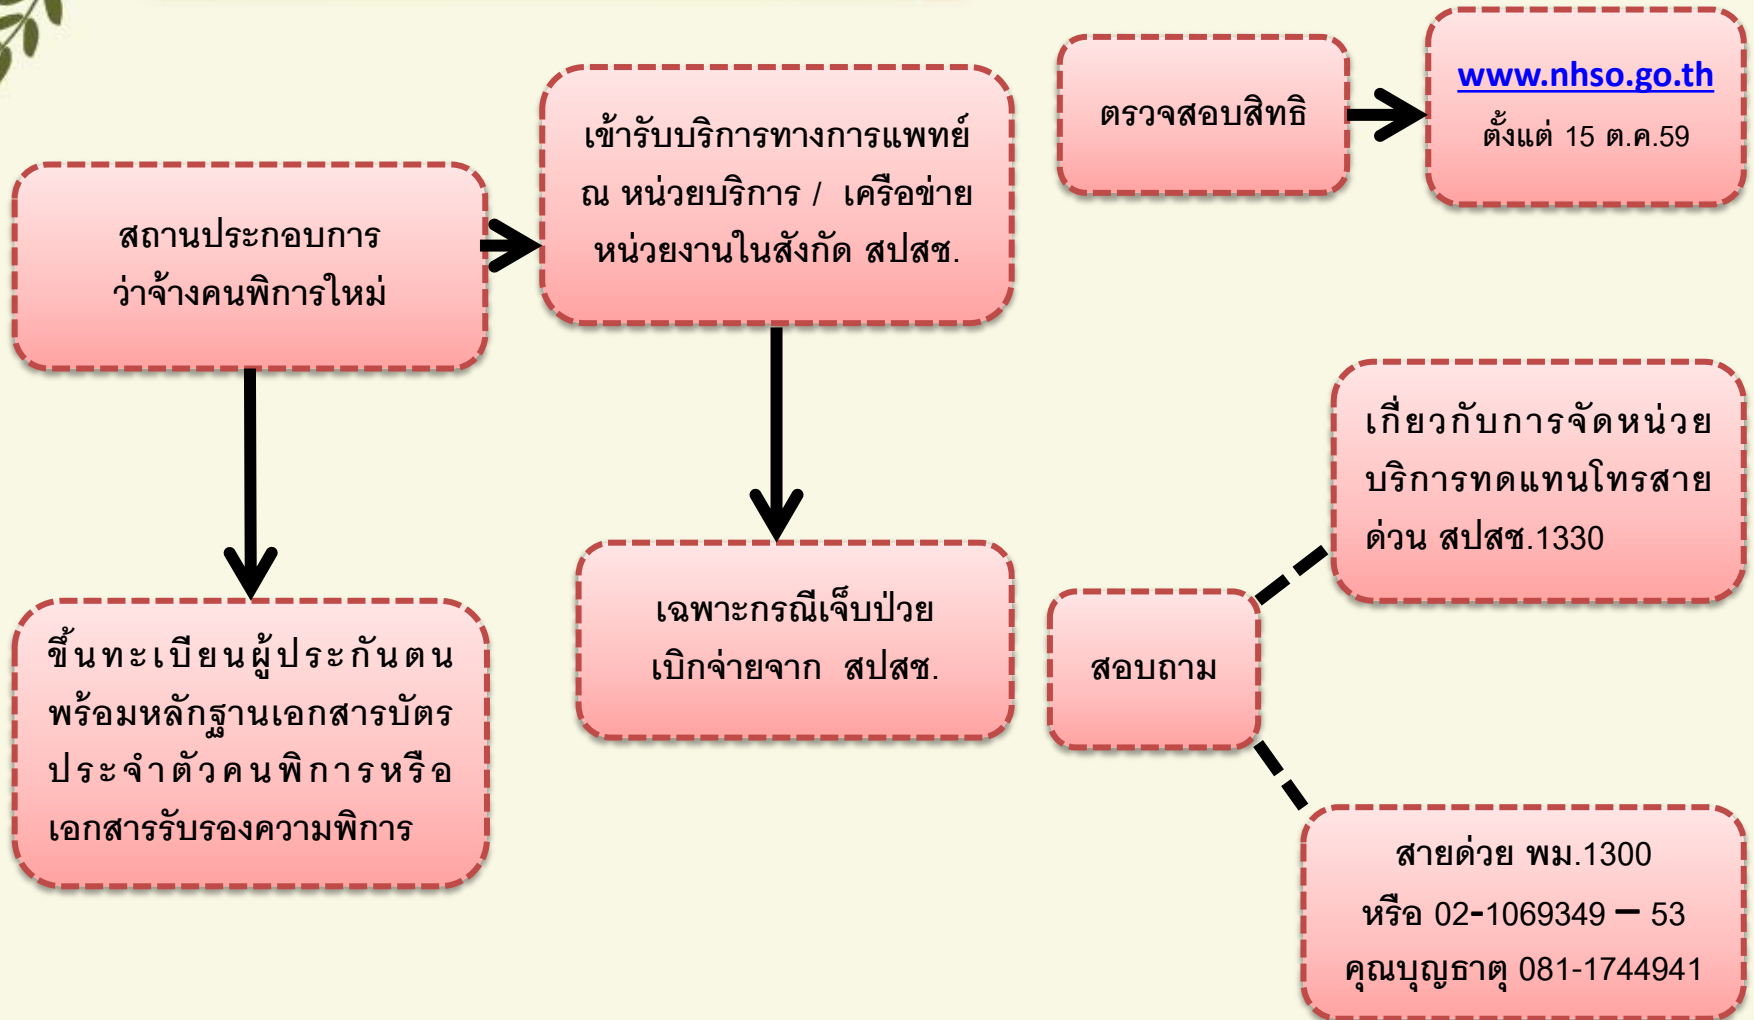 สถานประกอบการ
ว่าจ้างคนพิการใหม่
เข้ารับบริการทางการแพทย์
ณ หน่วยบริการ / เครือข่าย
หน่วยงานในสังกัด สปสช.
ตรวจสอบสิทธิ
www.nhso.go.th
ตั้งแต่ 15 ต.ค.59
ขึ้นทะเบียนผู้ประกันตน
พร้อมหลักฐานเอกสารบัตร
ประจำตัวคนพิการหรือ
เอกสารรับรองความพิการ
เฉพาะกรณีเจ็บป่วย
เบิกจ่ายจาก สปสช.
สอบถาม
เกี่ยวกับการจัดหน่วย
บริการทดแทนโทรสาย
ด่วน สปสช.1330
สายด่วย พม.1300
หรือ 02-1069349 – 53
คุณบุญธาตุ 081-1744941